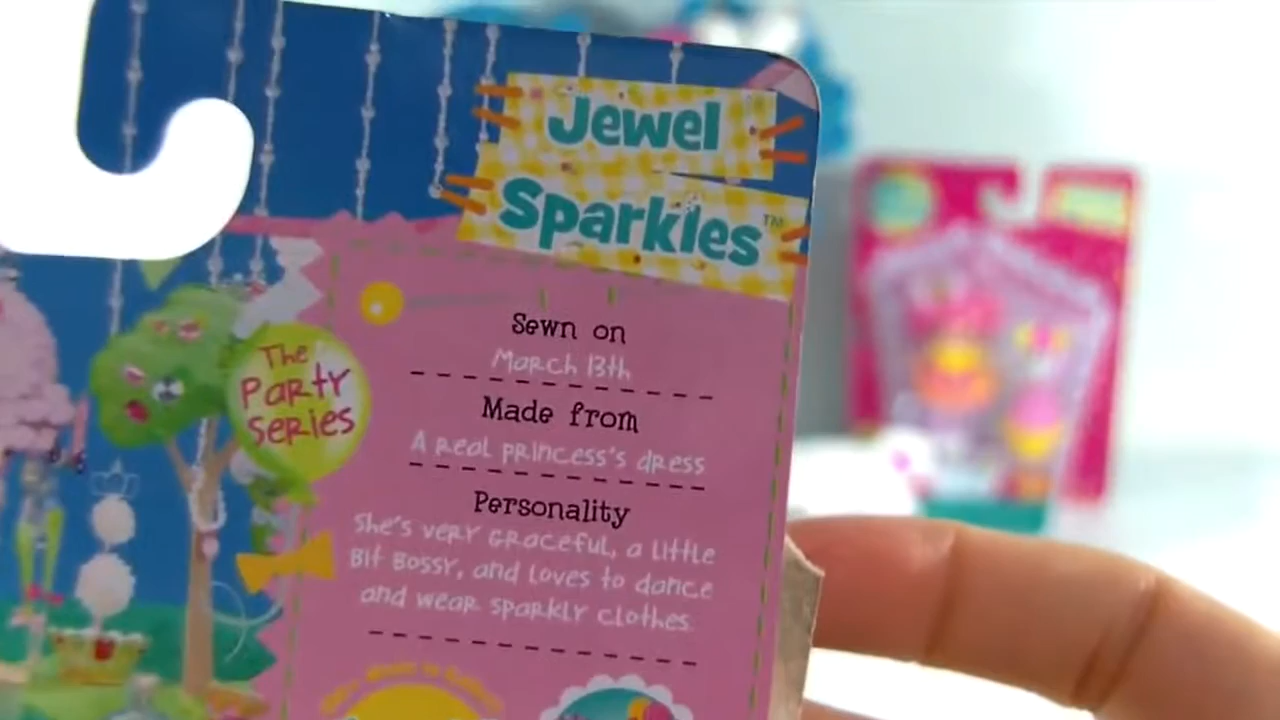 Jewel
Sparkles™
Sewn on
March 13th
Made from
A real princess's dress
Personality
She's very graceful, a little
bit bossy, and loves to dance
and wear sparkly clothes.
The
Party
Series